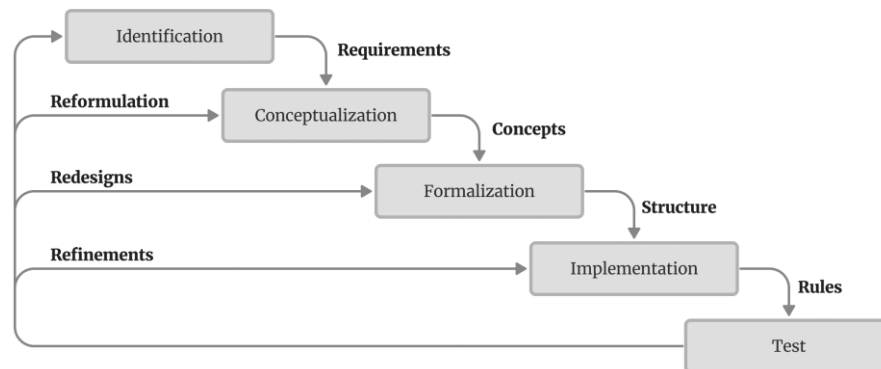 Identification
Requirements
Reformulation
Conceptualization
Concepts
Redesigns
Formalization
Structure
Refinements
Implementation
Rules
Test